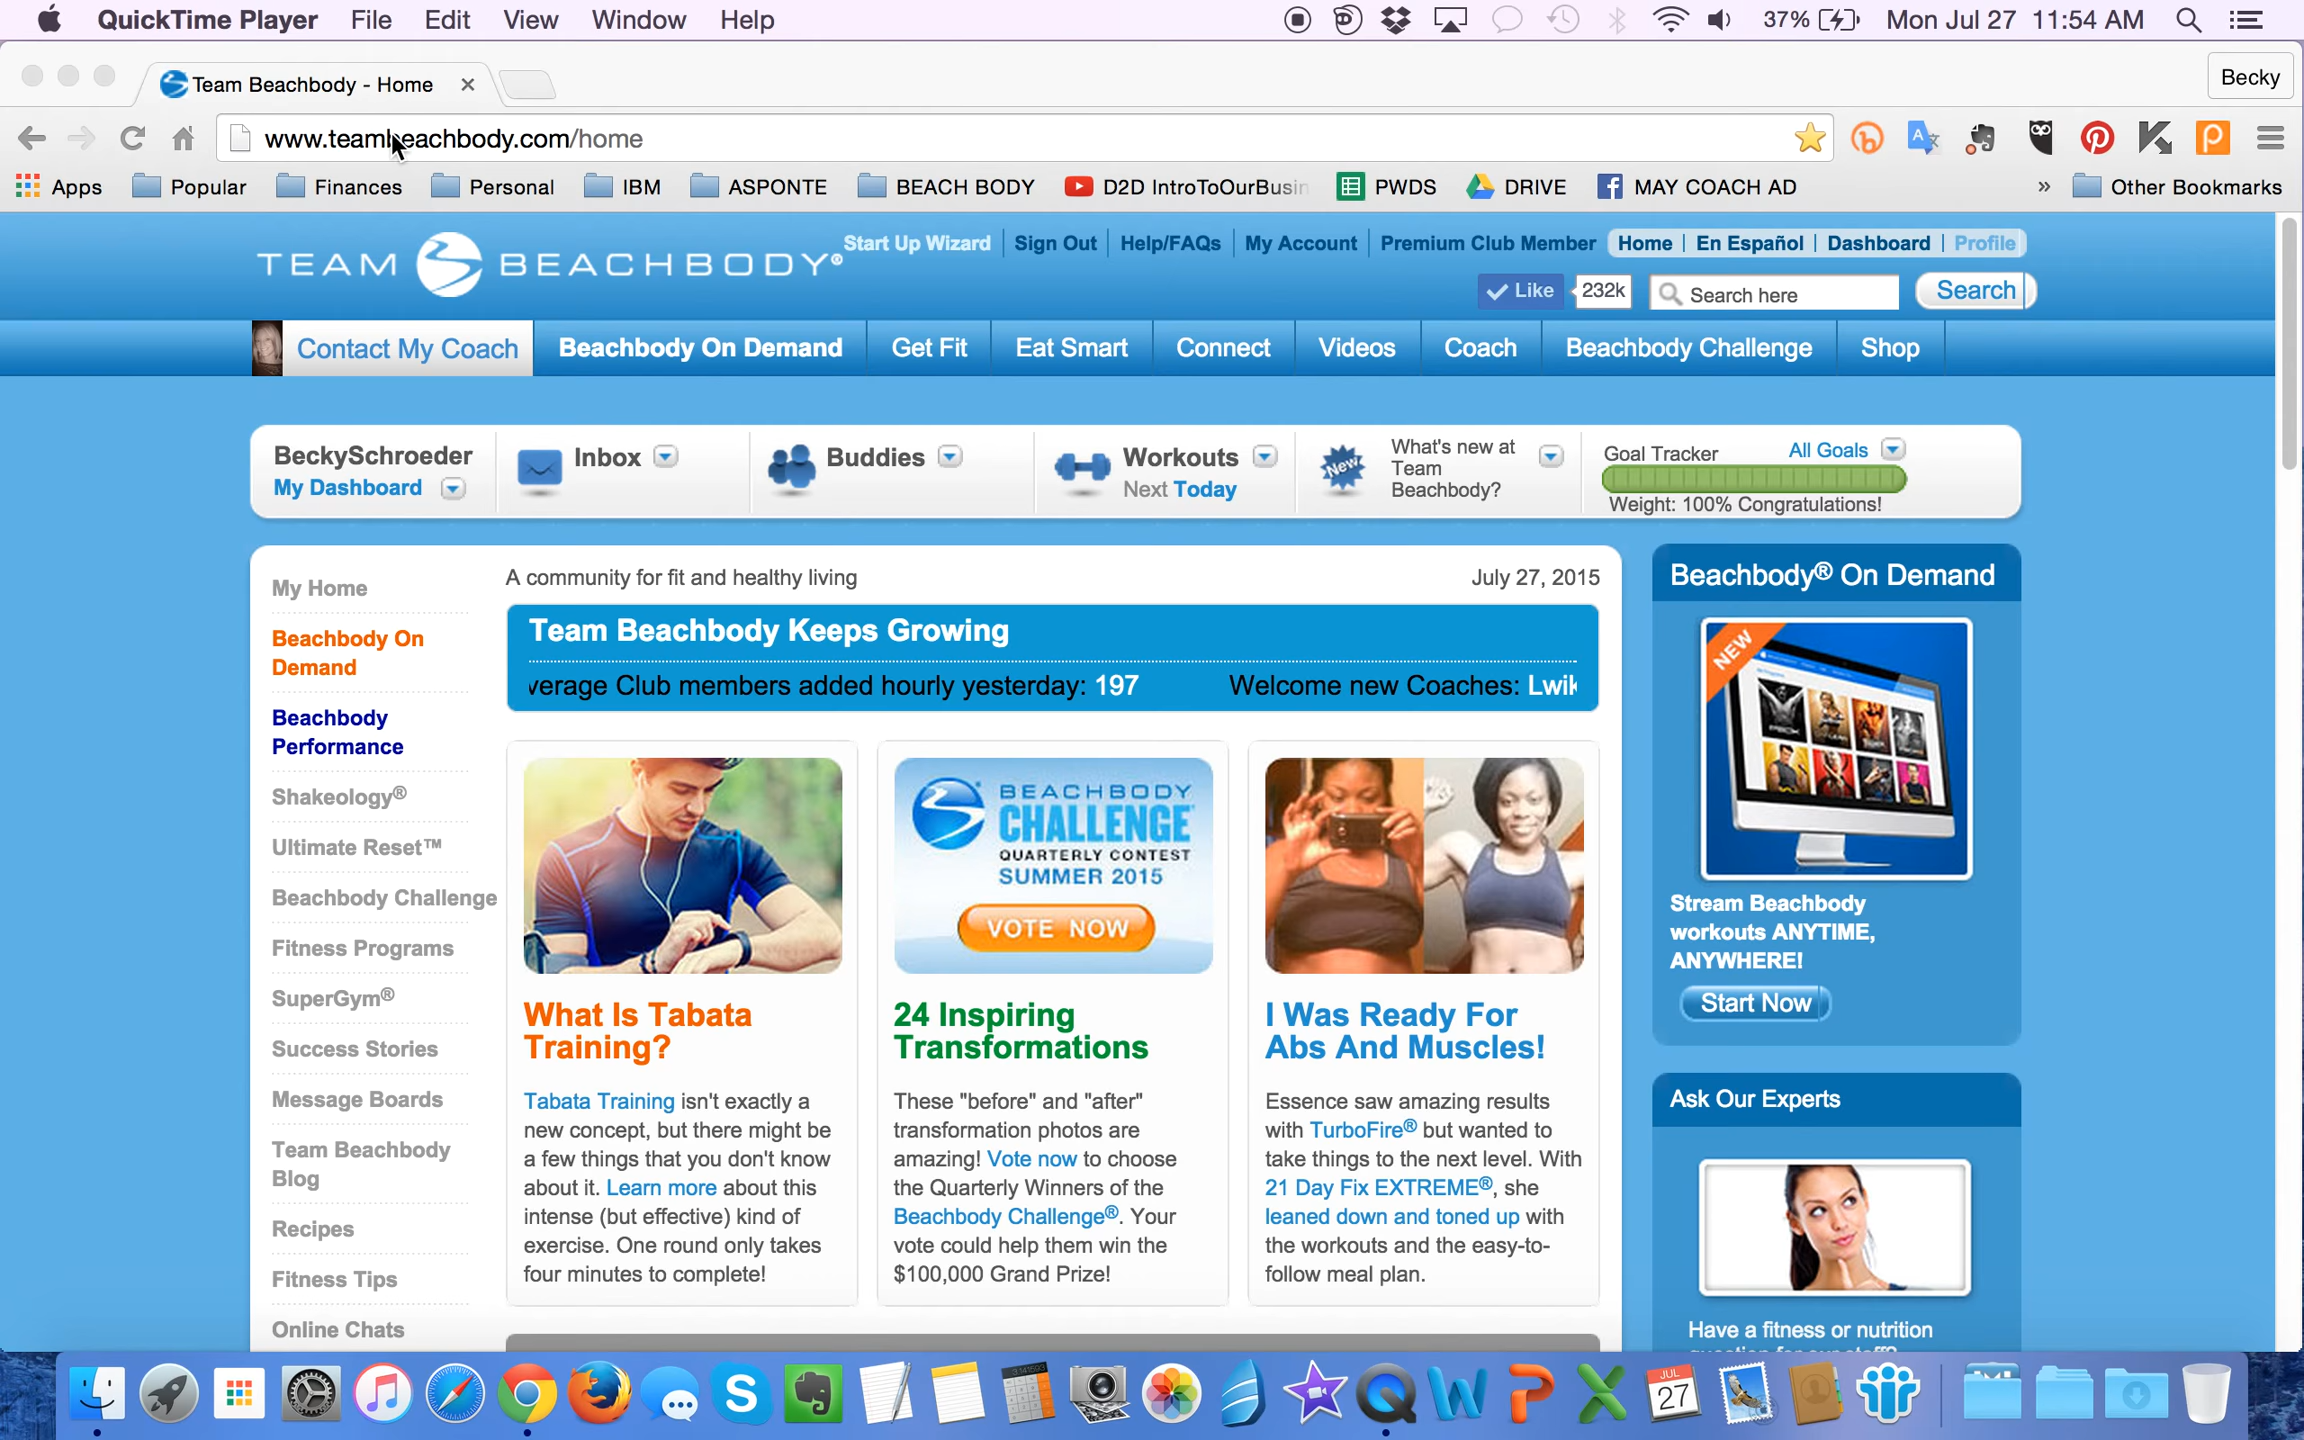 QuickTime Player File Edit View Window Help 37% Mon Jul 27 11:54 AM
Team Beachbody - Home
Becky
www.teambeachbody.com/home
Apps Popular Finances Personal IBM ASPONTE BEACH BODY D2D IntroToOurBusin PWDS DRIVE MAY COACH AD » Other Bookmarks
TEAM BEACHBODY®
Start Up Wizard Sign Out Help/FAQs My Account Premium Club Member Home En Español Dashboard Profile
Like 232k Search here Search
Contact My Coach Beachbody On Demand Get Fit Eat Smart Connect Videos Coach Beachbody Challenge Shop
BeckySchroeder
My Dashboard
Inbox
Buddies
Workouts
Next Today
New
What's new at
Team
Beachbody?
Goal Tracker All Goals
Weight: 100% Congratulations!
My Home
Beachbody On
Demand
Beachbody
Performance
Shakeology®
Ultimate Reset™
Beachbody Challenge
Fitness Programs
SuperGym®
Success Stories
Message Boards
Team Beachbody
Blog
Recipes
Fitness Tips
Online Chats
A community for fit and healthy living July 27, 2015
Team Beachbody Keeps Growing
verage Club members added hourly yesterday: 197 Welcome new Coaches: Lwik
What Is Tabata
Training?
Tabata Training isn't exactly a
new concept, but there might be
a few things that you don't know
about it. Learn more about this
intense (but effective) kind of
exercise. One round only takes
four minutes to complete!
BEACHBODY
CHALLENGE
QUARTERLY CONTEST
SUMMER 2015
VOTE NOW
24 Inspiring
Transformations
These "before" and "after"
transformation photos are
amazing! Vote now to choose
the Quarterly Winners of the
Beachbody Challenge®. Your
vote could help them win the
$100,000 Grand Prize!
I Was Ready For
Abs And Muscles!
Essence saw amazing results
with TurboFire® but wanted to
take things to the next level. With
21 Day Fix EXTREME®, she
leaned down and toned up with
the workouts and the easy-to-
follow meal plan.
Beachbody® On Demand
NEW
Stream Beachbody
workouts ANYTIME,
ANYWHERE!
Start Now
Ask Our Experts
Have a fitness or nutrition
JUL
27